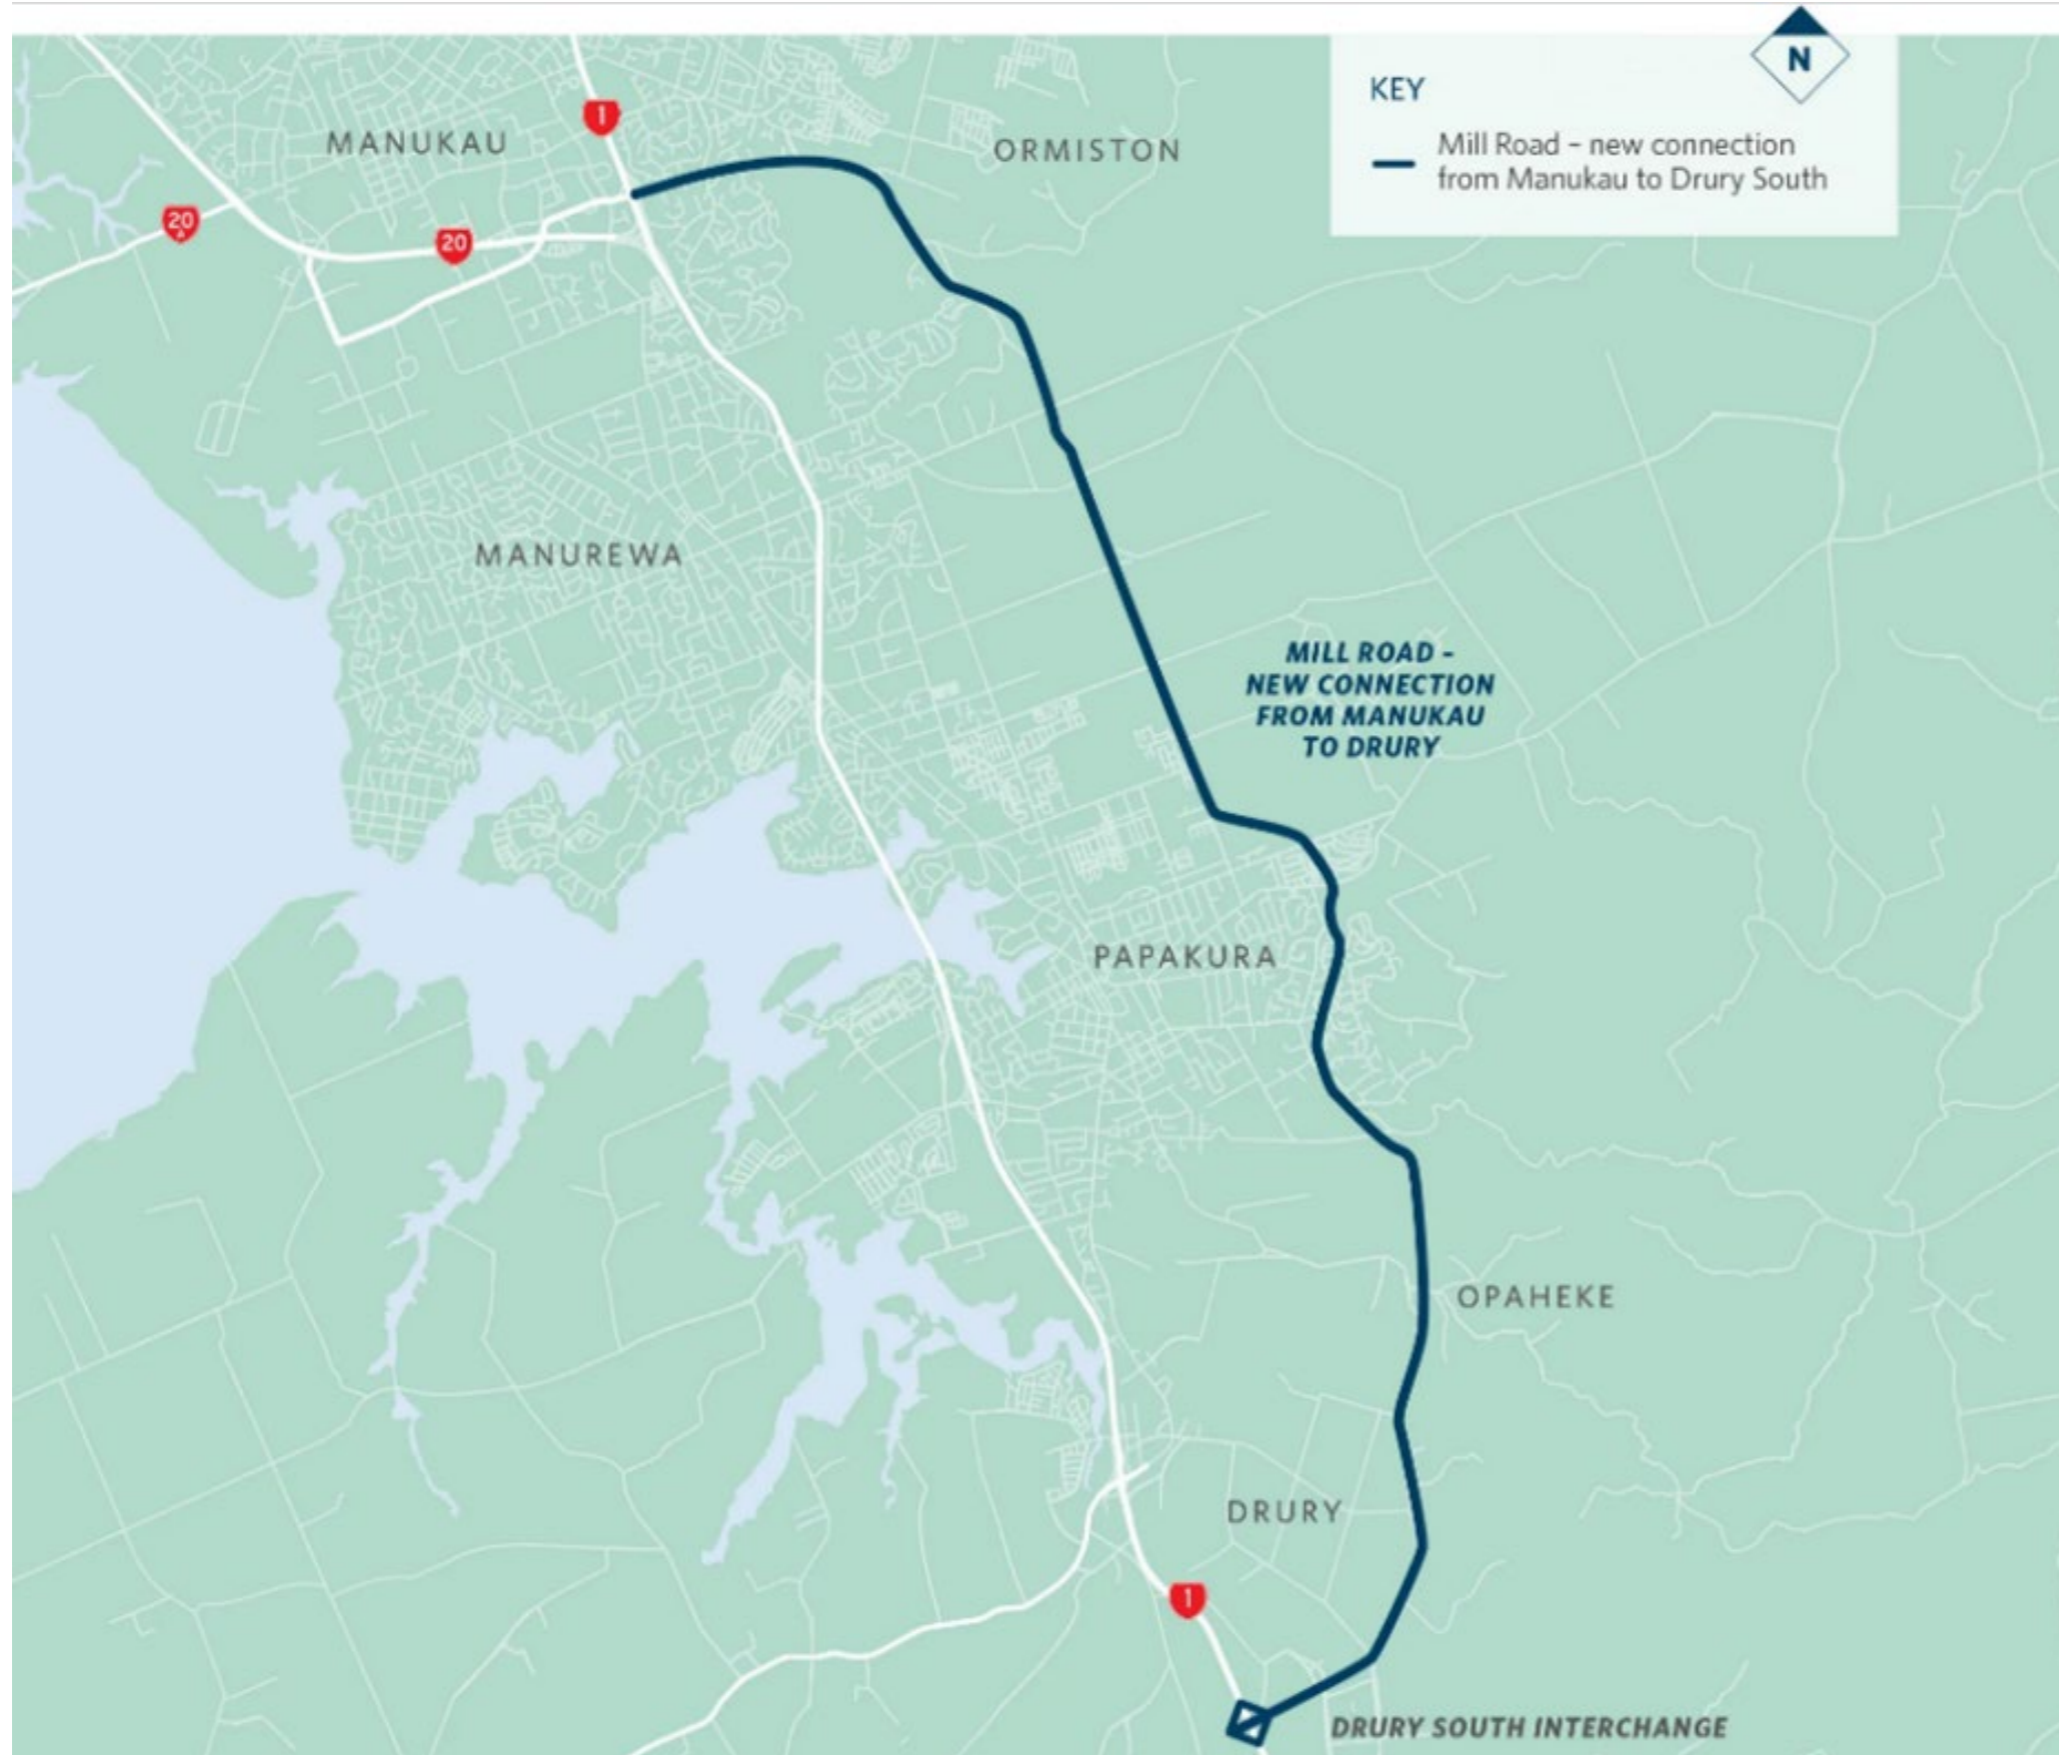 N
KEY
Mill Road – new connection
from Manukau to Drury South
1
MANUKAU
ORMISTON
20
20
MANUREWA
MILL ROAD –
NEW CONNECTION
FROM MANUKAU
TO DRURY
PAPAKURA
OPAHEKE
DRURY
1
DRURY SOUTH INTERCHANGE